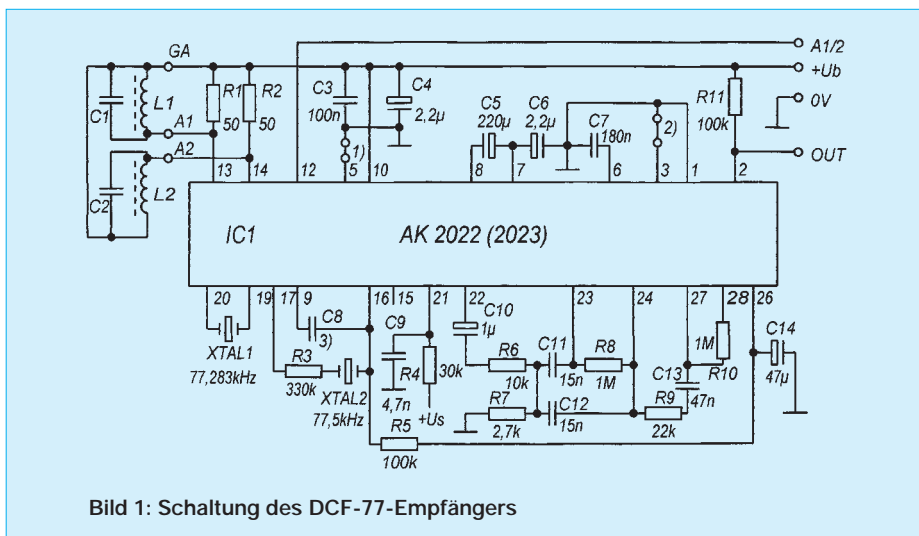 A1/2
GA
+Ub
C4
C3
R1
R2
C5
C6
R11
0V
C1
L1
100n
2,2µ
220µ
2,2µ
C7
100k
A1
50
50
180n
2)
A2
1)
OUT
13
14
12
5
10
8
7
6
3
1
2
C2
L2
IC1
AK 2022 (2023)
20
19
17
9
16
15
21
22
23
24
27
28
26
C8
C9
C10
C14
3)
1µ
C11
R8
1M
XTAL1
R3
R4
30k
R6
C13
R10
77,283kHz
330k
XTAL2
10k
15n
1M
47n
47µ
4,7n
R7
C12
R9
77,5kHz
+Us
R5
2,7k
15n
22k
100k
Bild 1: Schaltung des DCF-77-Empfängers